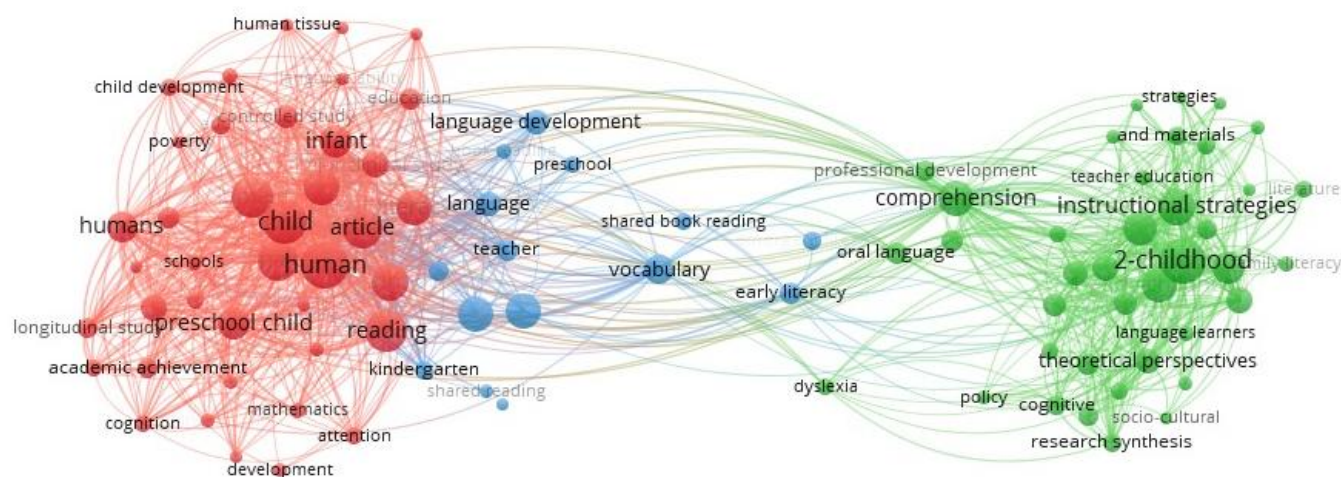 human tissue
child development
education
controlled study
poverty
infant
language development
preschool
humans
child
article
language
schools
teacher
human
shared book reading
vocabulary
early literacy
longitudinal study
preschool child
reading
academic achievement
kindergarten
shared reading
mathematics
cognition
attention
development
strategies
and materials
professional development
comprehension
teacher education
literature
instructional strategies
oral language
2-childhood
language learners
theoretical perspectives
dyslexia
policy
cognitive
socio-cultural
research synthesis